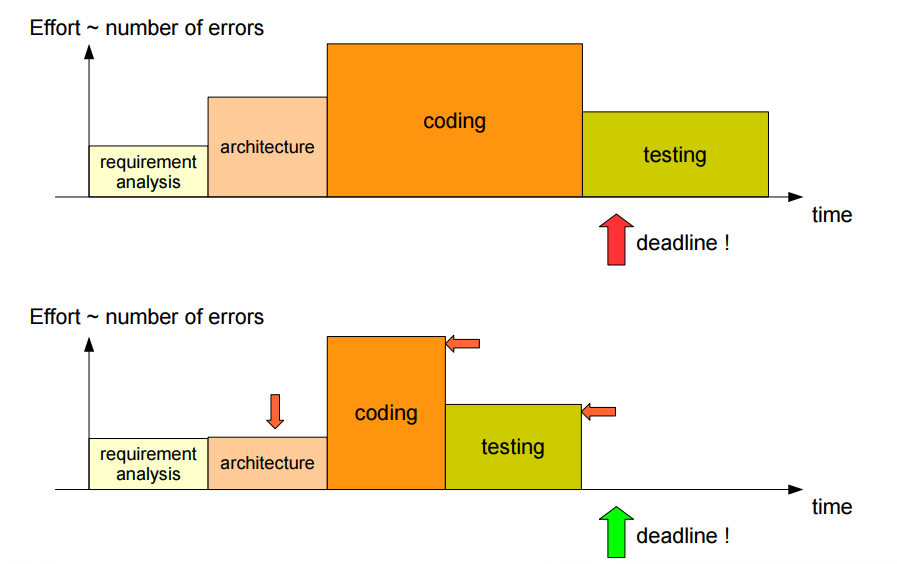 Effort ~ number of errors
requirement
analysis
architecture
coding
testing
time
deadline !
Effort ~ number of errors
requirement
analysis
architecture
coding
testing
time
deadline !